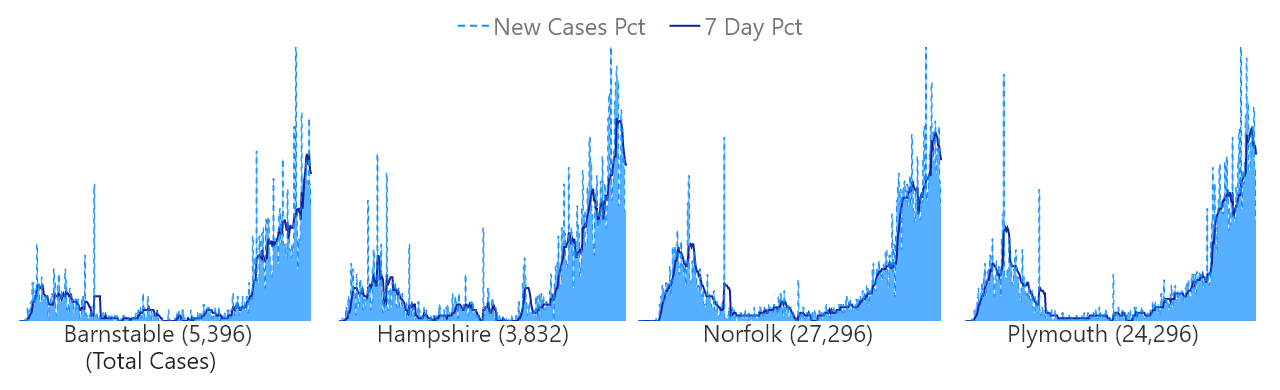 New Cases Pct 7 Day Pct
Barnstable (5,396) Hampshire (3,832) Norfolk (27,296) Plymouth (24,296)
(Total Cases)